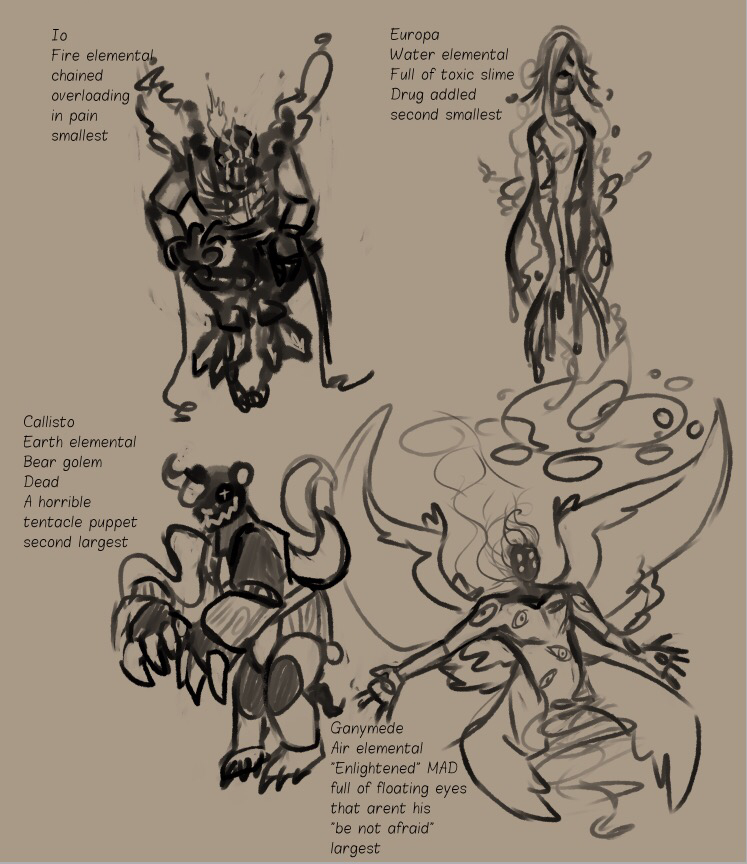 Io
Fire elemental
chained
overloading
in pain
smallest
Europa
Water elemental
Full of toxic slime
Drug addled
second smallest
Callisto
Earth elemental
Bear golem
Dead
A horrible
tentacle puppet
second largest
Ganymede
Air elemental
"Enlightened" MAD
full of floating eyes
that arent his
"be not afraid"
largest